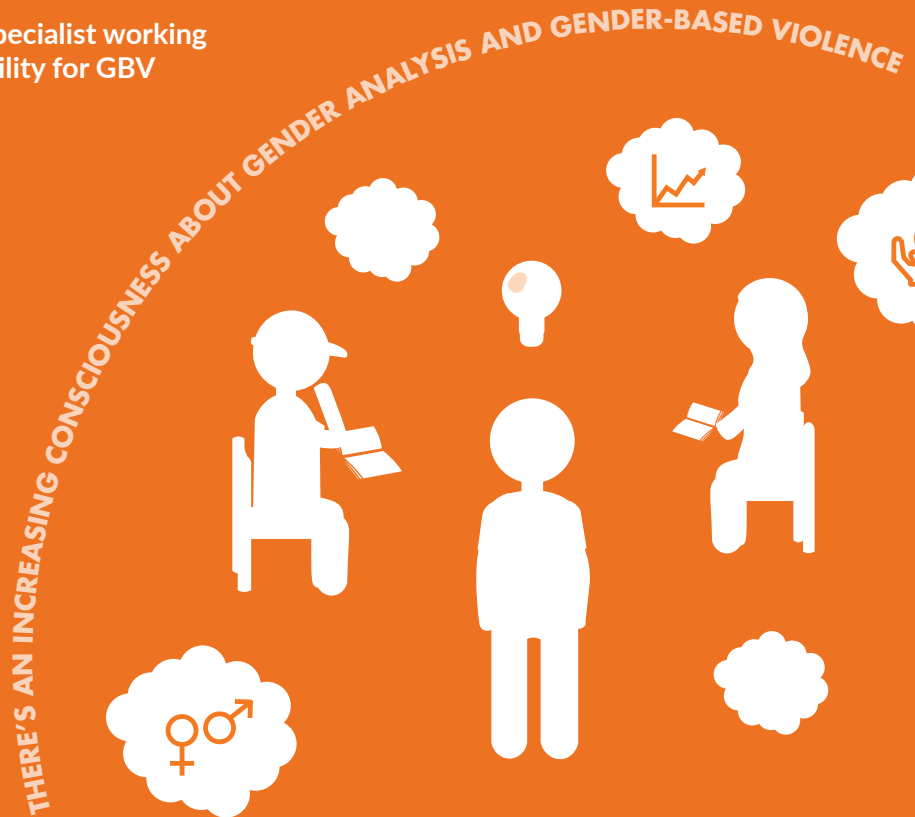 pecialist working
ility for GBV
THERE'S AN INCREASING CONSCIOUSNESS ABOUT GENDER ANALYSIS AND GENDER-BASED VIOLENCE